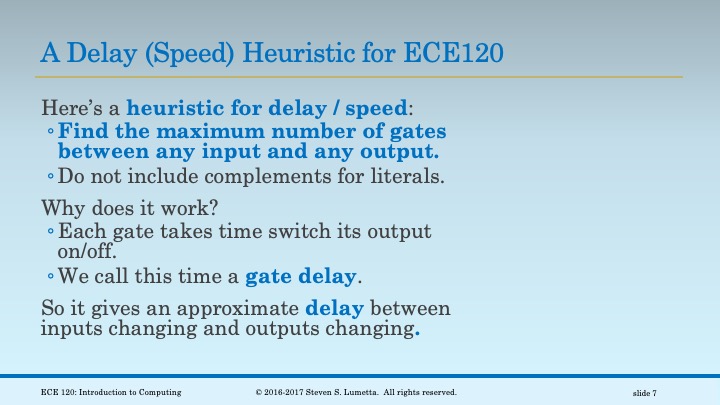 A Delay (Speed) Heuristic for ECE120
Here's a heuristic for delay / speed:
◦Find the maximum number of gates
between any input and any output.
◦Do not include complements for literals.
Why does it work?
◦Each gate takes time switch its output
on/off.
◦We call this time a gate delay.
So it gives an approximate delay between
inputs changing and outputs changing.
ECE 120: Introduction to Computing
© 2016-2017 Steven S. Lumetta. All rights reserved.
slide 7